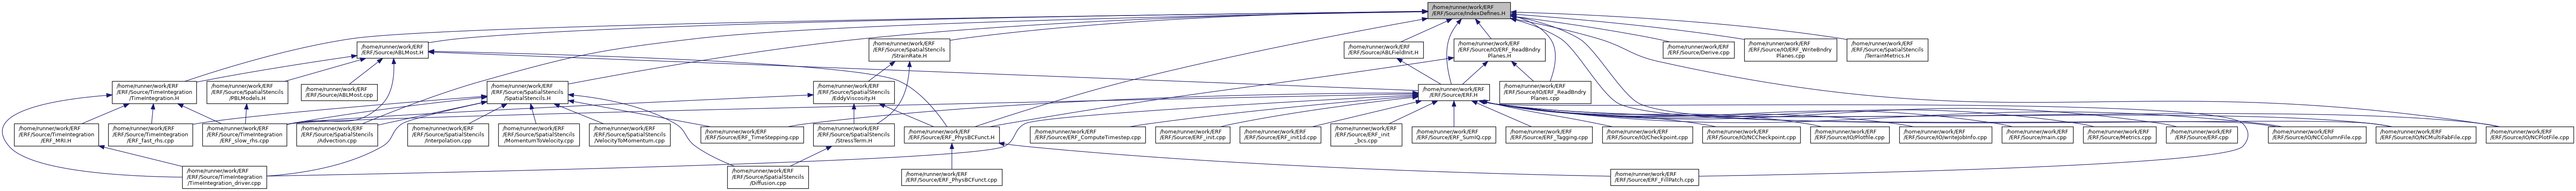 /home/runner/work/ERF
/ERF/Source/IndexDefines.H
/home/runner/work/ERF
/ERF/Source/ABLMost.H
/home/runner/work/ERF
/ERF/Source/SpatialStencils
/StrainRate.H
/home/runner/work/ERF
/ERF/Source/ABLFieldInit.H
/home/runner/work/ERF
/ERF/Source/IO/ERF_ReadBndry
Planes.H
/home/runner/work/ERF
/ERF/Source/Derive.cpp
/home/runner/work/ERF
/ERF/Source/IO/ERF_WriteBndry
Planes.cpp
/home/runner/work/ERF
/ERF/Source/SpatialStencils
/TerrainMetrics.H
/home/runner/work/ERF
/ERF/Source/TimeIntegration
/TimeIntegration.H
/home/runner/work/ERF
/ERF/Source/SpatialStencils
/PBLModels.H
/home/runner/work/ERF
/ERF/Source/ABLMost.cpp
/home/runner/work/ERF
/ERF/Source/SpatialStencils
/SpatialStencils.H
/home/runner/work/ERF
/ERF/Source/SpatialStencils
/EddyViscosity.H
/home/runner/work/ERF
/ERF/Source/ERF.H
/home/runner/work/ERF
/ERF/Source/IO/ERF_ReadBndry
Planes.cpp
/home/runner/work/ERF
/ERF/Source/TimeIntegration
/ERF_MRI.H
/home/runner/work/ERF
/ERF/Source/TimeIntegration
/ERF_fast_rhs.cpp
/home/runner/work/ERF
/ERF/Source/TimeIntegration
/ERF_slow_rhs.cpp
/home/runner/work/ERF
/ERF/Source/SpatialStencils
/Advection.cpp
/home/runner/work/ERF
/ERF/Source/SpatialStencils
/Interpolation.cpp
/home/runner/work/ERF
/ERF/Source/SpatialStencils
/MomentumToVelocity.cpp
/home/runner/work/ERF
/ERF/Source/SpatialStencils
/VelocityToMomentum.cpp
/home/runner/work/ERF
/ERF/Source/ERF_TimeStepping.cpp
/home/runner/work/ERF
/ERF/Source/SpatialStencils
/StressTerm.H
/home/runner/work/ERF
/ERF/Source/ERF_PhysBCFunct.H
/home/runner/work/ERF
/ERF/Source/ERF_ComputeTimestep.cpp
/home/runner/work/ERF
/ERF/Source/ERF_init.cpp
/home/runner/work/ERF
/ERF/Source/ERF_init1d.cpp
/home/runner/work/ERF
/ERF/Source/ERF_init
_bcs.cpp
/home/runner/work/ERF
/ERF/Source/ERF_SumIQ.cpp
/home/runner/work/ERF
/ERF/Source/ERF_Tagging.cpp
/home/runner/work/ERF
/ERF/Source/IO/Checkpoint.cpp
/home/runner/work/ERF
/ERF/Source/IO/NCCheckpoint.cpp
/home/runner/work/ERF
/ERF/Source/IO/Plotfile.cpp
/home/runner/work/ERF
/ERF/Source/IO/writeJobInfo.cpp
/home/runner/work/ERF
/ERF/Source/main.cpp
/home/runner/work/ERF
/ERF/Source/Metrics.cpp
/home/runner/work/ERF
/ERF/Source/ERF.cpp
/home/runner/work/ERF
/ERF/Source/IO/NCColumnFile.cpp
/home/runner/work/ERF
/ERF/Source/IO/NCMultiFabFile.cpp
/home/runner/work/ERF
/ERF/Source/IO/NCPlotFile.cpp
/home/runner/work/ERF
/ERF/Source/TimeIntegration
/TimeIntegration_driver.cpp
/home/runner/work/ERF
/ERF/Source/SpatialStencils
/Diffusion.cpp
/home/runner/work/ERF
/ERF/Source/ERF_PhysBCFunct.cpp
/home/runner/work/ERF
/ERF/Source/ERF_FillPatch.cpp